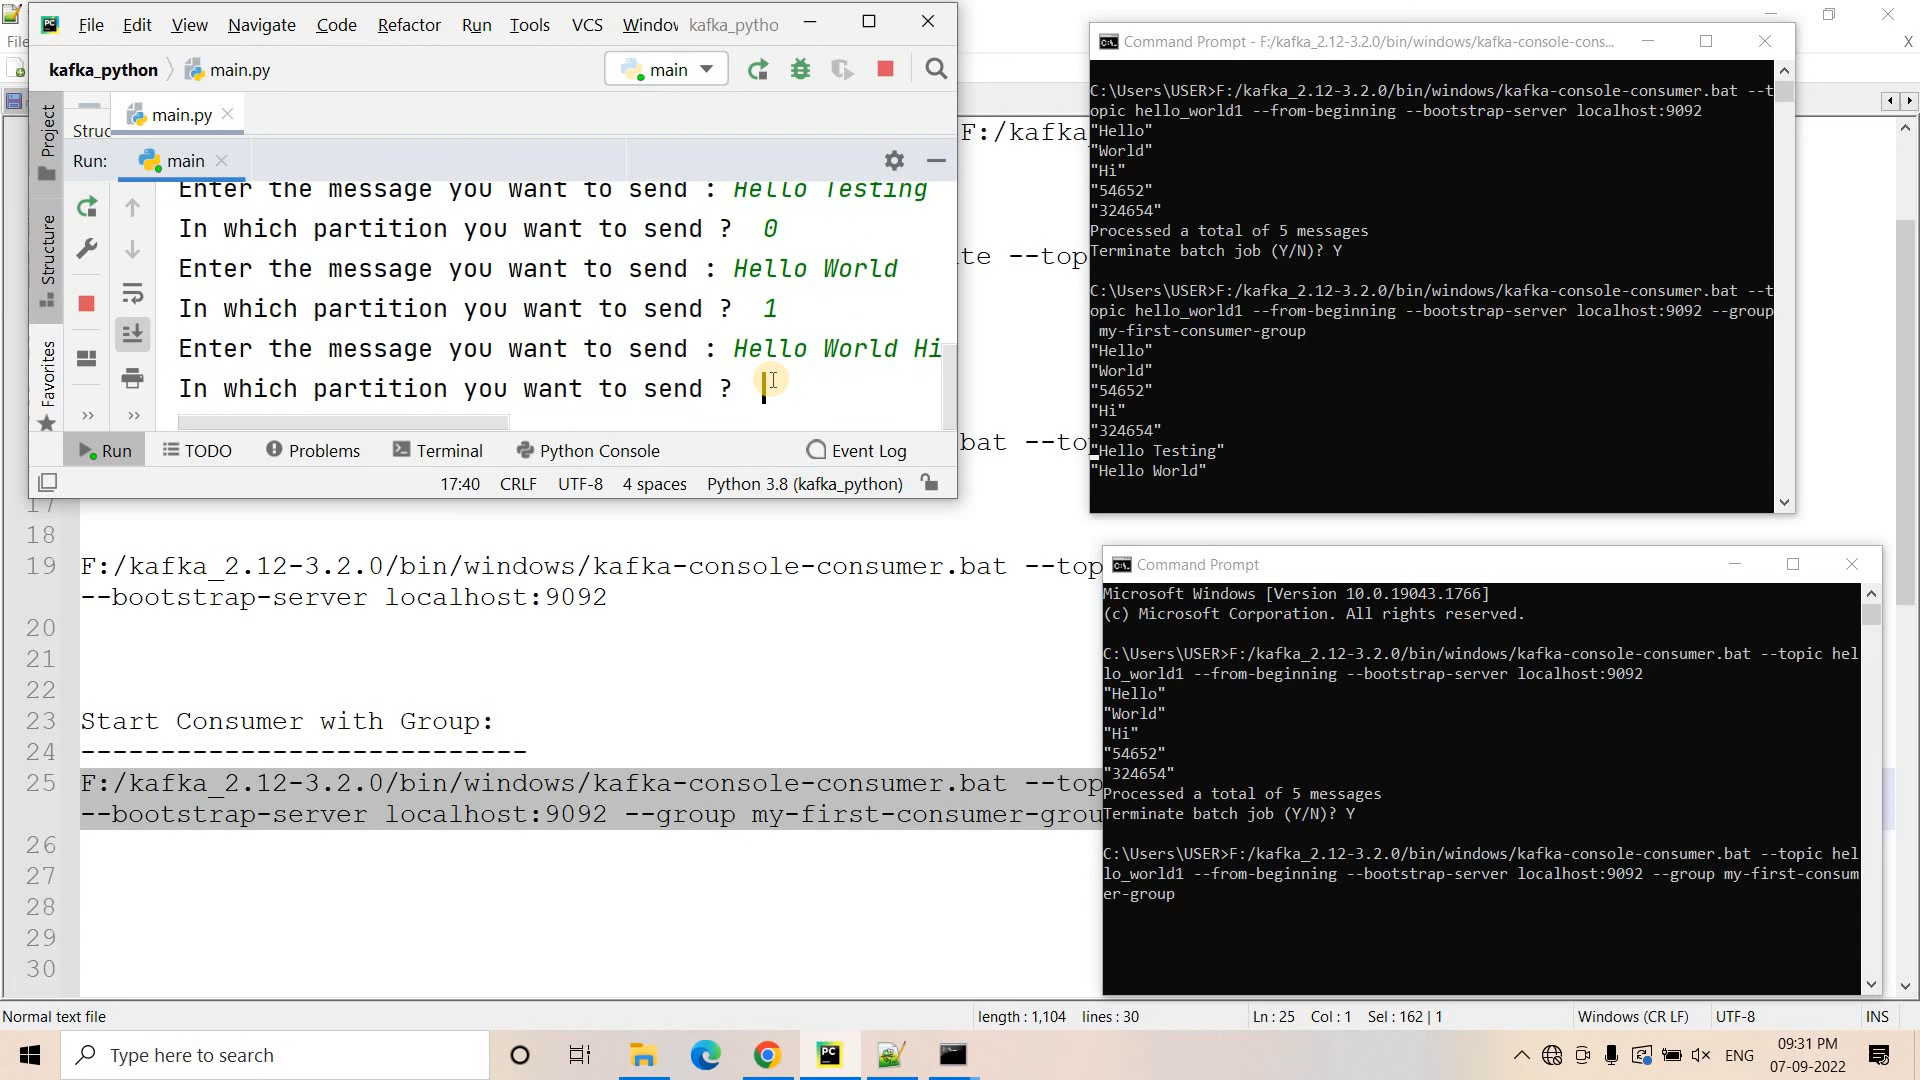 File Edit View Navigate Code Refactor Run Tools VCS Window kafka_pytho
kafka_python main.py main
main.py
Run: main
Project
Structure
Favorites
Enter the message you want to send : Hello Testing
In which partition you want to send ? 0
Enter the message you want to send : Hello World
In which partition you want to send ? 1
Enter the message you want to send : Hello World Hi
In which partition you want to send ?
Run TODO Problems Terminal Python Console Event Log
17:40 CRLF UTF-8 4 spaces Python 3.8 (kafka_python)
F:/kafka
te --top
bat --top
17
18
19 F:/kafka_2.12-3.2.0/bin/windows/kafka-console-consumer.bat --top
--bootstrap-server localhost:9092
20
21
22
23 Start Consumer with Group:
24 ----------------------------
25 F:/kafka_2.12-3.2.0/bin/windows/kafka-console-consumer.bat --top
--bootstrap-server localhost:9092 --group my-first-consumer-grou
26
27
28
29
30
Command Prompt - F:/kafka_2.12-3.2.0/bin/windows/kafka-console-cons...
C:\Users\USER>F:/kafka_2.12-3.2.0/bin/windows/kafka-console-consumer.bat --t
opic hello_world1 --from-beginning --bootstrap-server localhost:9092
"Hello"
"World"
"Hi"
"54652"
"324654"
Processed a total of 5 messages
Terminate batch job (Y/N)? Y
C:\Users\USER>F:/kafka_2.12-3.2.0/bin/windows/kafka-console-consumer.bat --t
opic hello_world1 --from-beginning --bootstrap-server localhost:9092 --group
my-first-consumer-group
"Hello"
"World"
"54652"
"Hi"
"324654"
"Hello Testing"
"Hello World"
Command Prompt
Microsoft Windows [Version 10.0.19043.1766]
(c) Microsoft Corporation. All rights reserved.
C:\Users\USER>F:/kafka_2.12-3.2.0/bin/windows/kafka-console-consumer.bat --topic hel
lo_world1 --from-beginning --bootstrap-server localhost:9092
"Hello"
"World"
"Hi"
"54652"
"324654"
Processed a total of 5 messages
Terminate batch job (Y/N)? Y
C:\Users\USER>F:/kafka_2.12-3.2.0/bin/windows/kafka-console-consumer.bat --topic hel
lo_world1 --from-beginning --bootstrap-server localhost:9092 --group my-first-consum
er-group
Normal text file length : 1,104 lines : 30 Ln : 25 Col : 1 Sel : 162 | 1 Windows (CR LF) UTF-8 INS
Type here to search ENG 09:31 PM
07-09-2022